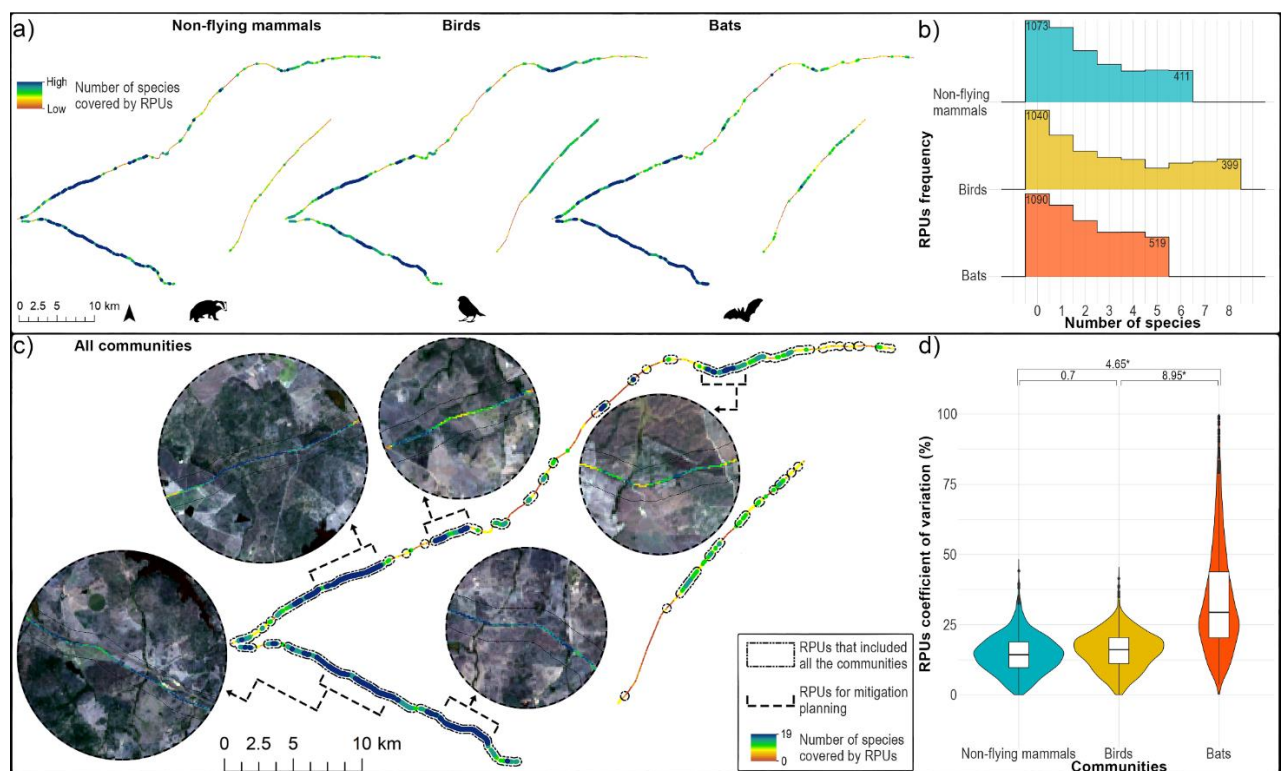 a)
Non-flying mammals
Birds
Bats
High
Low
Number of species
covered by RPUs
0 2.5 5 10 km
b)
1073
411
Non-flying
mammals
1040
399
Birds
1090
519
Bats
RPUs frequency
0 1 2 3 4 5 6 7 8
Number of species
c)
All communities
0 2.5 5 10 km
RPUs that included
all the communities
RPUs for mitigation
planning
19
0
Number of species
covered by RPUs
d)
4.65*
0.7
8.95*
RPUs coefficient of variation (%)
100
75
50
25
0
Non-flying mammals
Birds
Bats
Communities